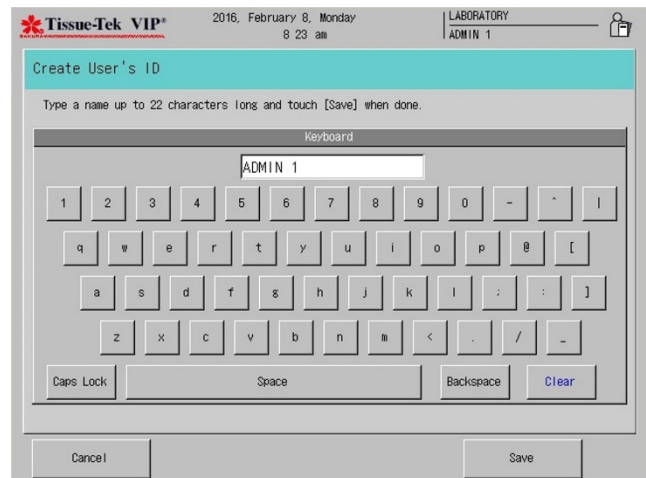 Tissue-Tek VIP®
SAKURA
2016, February 8, Monday
8 23 am
LABORATORY
ADMIN 1
Create User's ID
Type a name up to 22 characters long and touch [Save] when done.
Keyboard
ADMIN 1
1 2 3 4 5 6 7 8 9 0 - ^ |
q w e r t y u i o p @ [
a s d f g h j k l ; : ]
z x c v b n m < . / _
Caps Lock Space Backspace Clear
Cancel Save